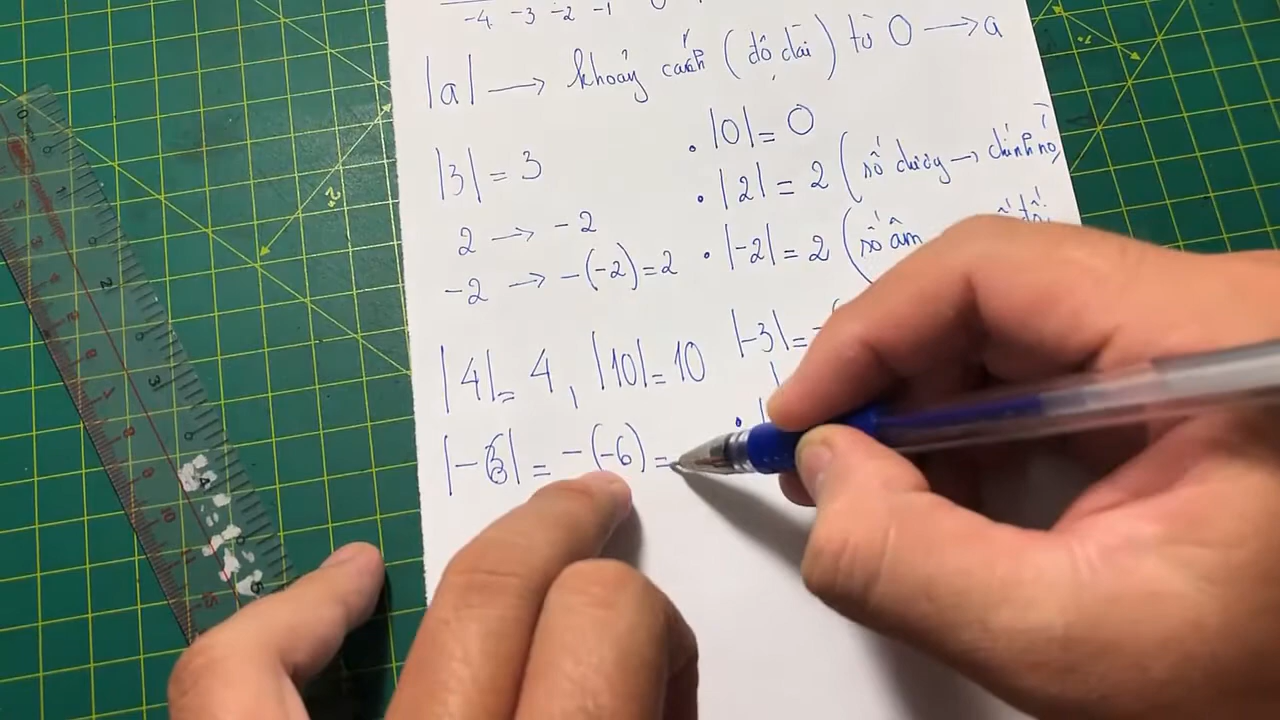 -4 -3 -2 -1 0
|a| → khoảng cách (độ dài) từ 0 → a
. |0| = 0
|3| = 3
. |2| = 2 (số dương → chính nó)
2 → -2
-2 → -(-2) = 2
. |-2| = 2 (số âm
|4| = 4, |10| = 10
|-3| = -(
|-6| = -(-6) =